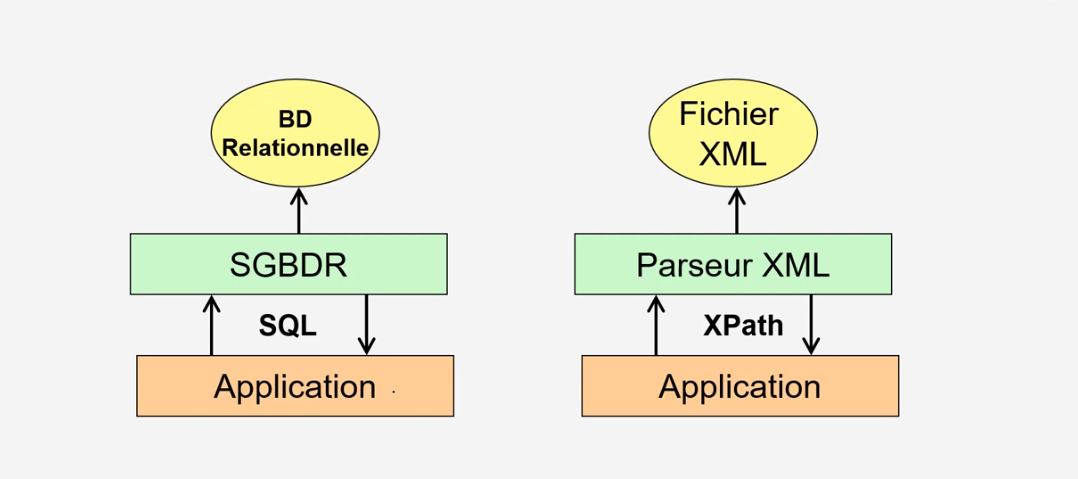 BD
Relationnelle
SGBDR
SQL
Application
Fichier
XML
Parseur XML
XPath
Application